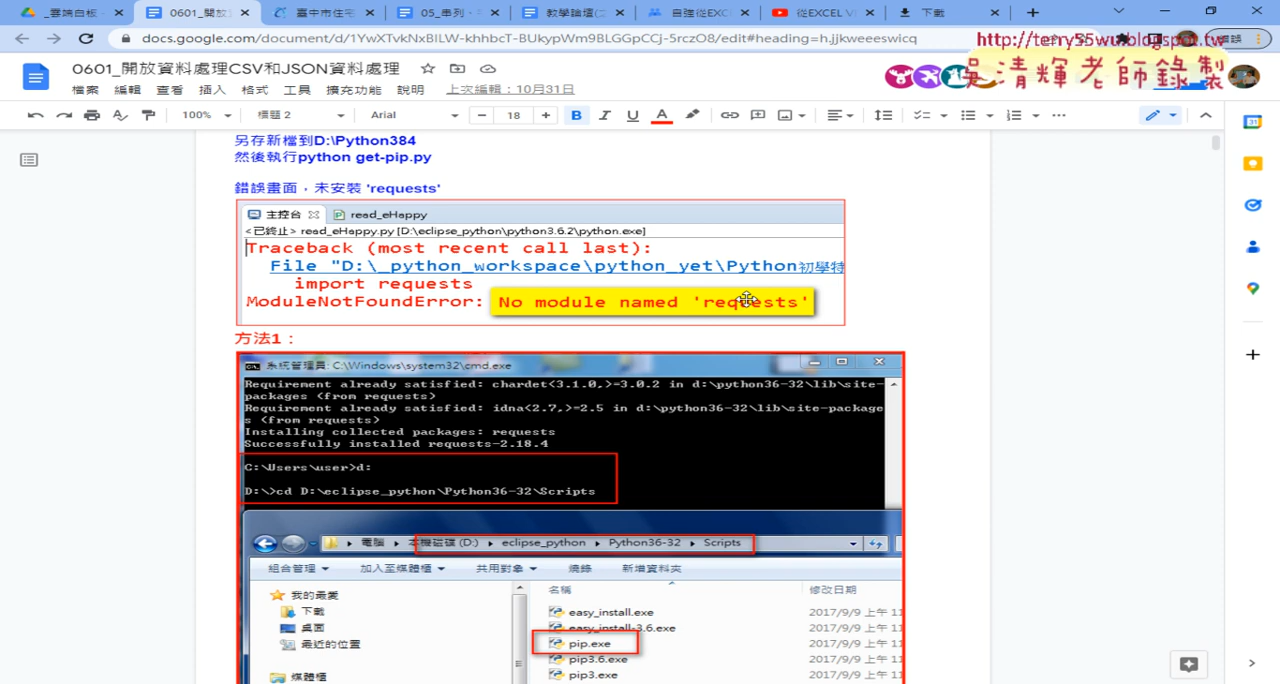 _雲端白板 -
0601_開放
臺中市住宅
05_串列、
教學論壇(
自強從EXC
從EXCEL V
下載
docs.google.com/document/d/1YwXTvkNxBILW-khhbcT-BUkypWm9BLGGpCCj-5rczO8/edit#heading=h.jjkweeeswicq
http://terry55wu.blogspot.tw
吳清輝老師錄製
0601_開放資料處理CSV和JSON資料處理
檔案 編輯 查看 插入 格式 工具 擴充功能 說明 上次編輯：10月31日
100% 標題 2 Arial 18 B I U A
另存新檔到D:\Python384
然後執行python get-pip.py
錯誤畫面，未安裝 'requests'
主控台 read_eHappy
<已終止> read_eHappy.py [D:\eclipse_python\python3.6.2\python.exe]
Traceback (most recent call last):
File "D:\_python_workspace\python_yet\Python初學特
import requests
ModuleNotFoundError: No module named 'requests'
方法1：
系統管理員: C:\Windows\system32\cmd.exe
Requirement already satisfied: chardet<3.1.0,>=3.0.2 in d:\python36-32\lib\site-
packages (from requests)
Requirement already satisfied: idna<2.7,>=2.5 in d:\python36-32\lib\site-package
s (from requests)
Installing collected packages: requests
Successfully installed requests-2.18.4
C:\Users\user>d:
D:\>cd D:\eclipse_python\Python36-32\Scripts
電腦 本機磁碟 (D:) eclipse_python Python36-32 Scripts
組合管理 加入至媒體櫃 共用對象 燒錄 新增資料夾
我的最愛
下載
桌面
最近的位置
媒體櫃
名稱 修改日期
easy_install.exe 2017/9/9 上午 11
easy_install-3.6.exe 2017/9/9 上午 11
pip.exe 2017/9/9 上午 11
pip3.6.exe 2017/9/9 上午 11
pip3.exe 2017/9/9 上午 11